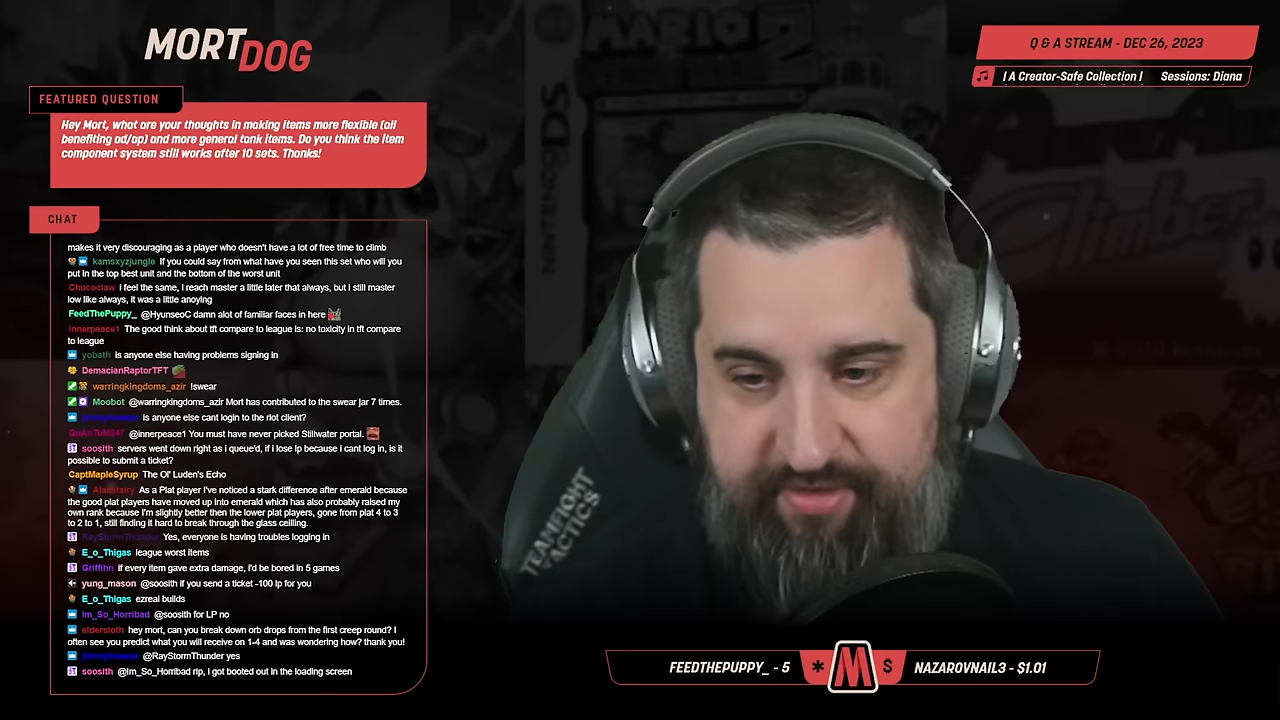 MORTDOG
Q & A STREAM - DEC 26, 2023
| A Creator-Safe Collection | Sessions: Diana
FEATURED QUESTION
Hey Mort, what are your thoughts in making items more flexible (all
benefiting ad/ap) and more general tank items. Do you think the item
component system still works after 10 sets. Thanks!
CHAT
makes it very discouraging as a player who doesn't have a lot of free time to climb
kamsxyzjungle If you could say from what have you seen this set who will you
put in the top best unit and the bottom of the worst unit
Chococlaw I feel the same, i reach master a little later that always, but i still master
low like always, it was a little anoying
FeedThePuppy_ @HyunseoC damn alot of familiar faces in here
innerpeace1 The good think about tft compare to league is: no toxicity in tft compare
to league
yobath is anyone else having problems signing in
DemacianRaptorTFT
warringkingdoms_azir !swear
Moobot @warringkingdoms_azir Mort has contributed to the swear jar 7 times.
is anyone else cant login to the riot client?
QuAnTuM247 @innerpeace1 You must have never picked Stillwater portal.
soosith servers went down right as i queue'd, if i lose lp because i cant log in, is it
possible to submit a ticket?
CaptMapleSyrup The Ol' Luden's Echo
As a Plat player I've noticed a stark difference after emerald because
the good plat players have moved up into emerald which has also probably raised my
own rank because I'm slightly better then the lower plat players, gone from plat 4 to 3
to 2 to 1, still finding it hard to break through the glass ceilling.
RayStormThunder Yes, everyone is having troubles logging in
E_o_Thigas league worst items
Griffihn if every item gave extra damage, i'd be bored in 5 games
yung_mason @soosith if you send a ticket -100 lp for you
E_o_Thigas ezreal builds
Im_So_Horribad @soosith for LP no
eldersloth hey mort, can you break down orb drops from the first creep round? I
often see you predict what you will receive on 1-4 and was wondering how? thank you!
@RayStormThunder yes
soosith @Im_So_Horribad rip, i got booted out in the loading screen
TEAMFIGHT
TACTICS
NINTENDO DS
MARIO
FEEDTHEPUPPY_ - 5 * M $ NAZAROVNAIL3 - $1.01